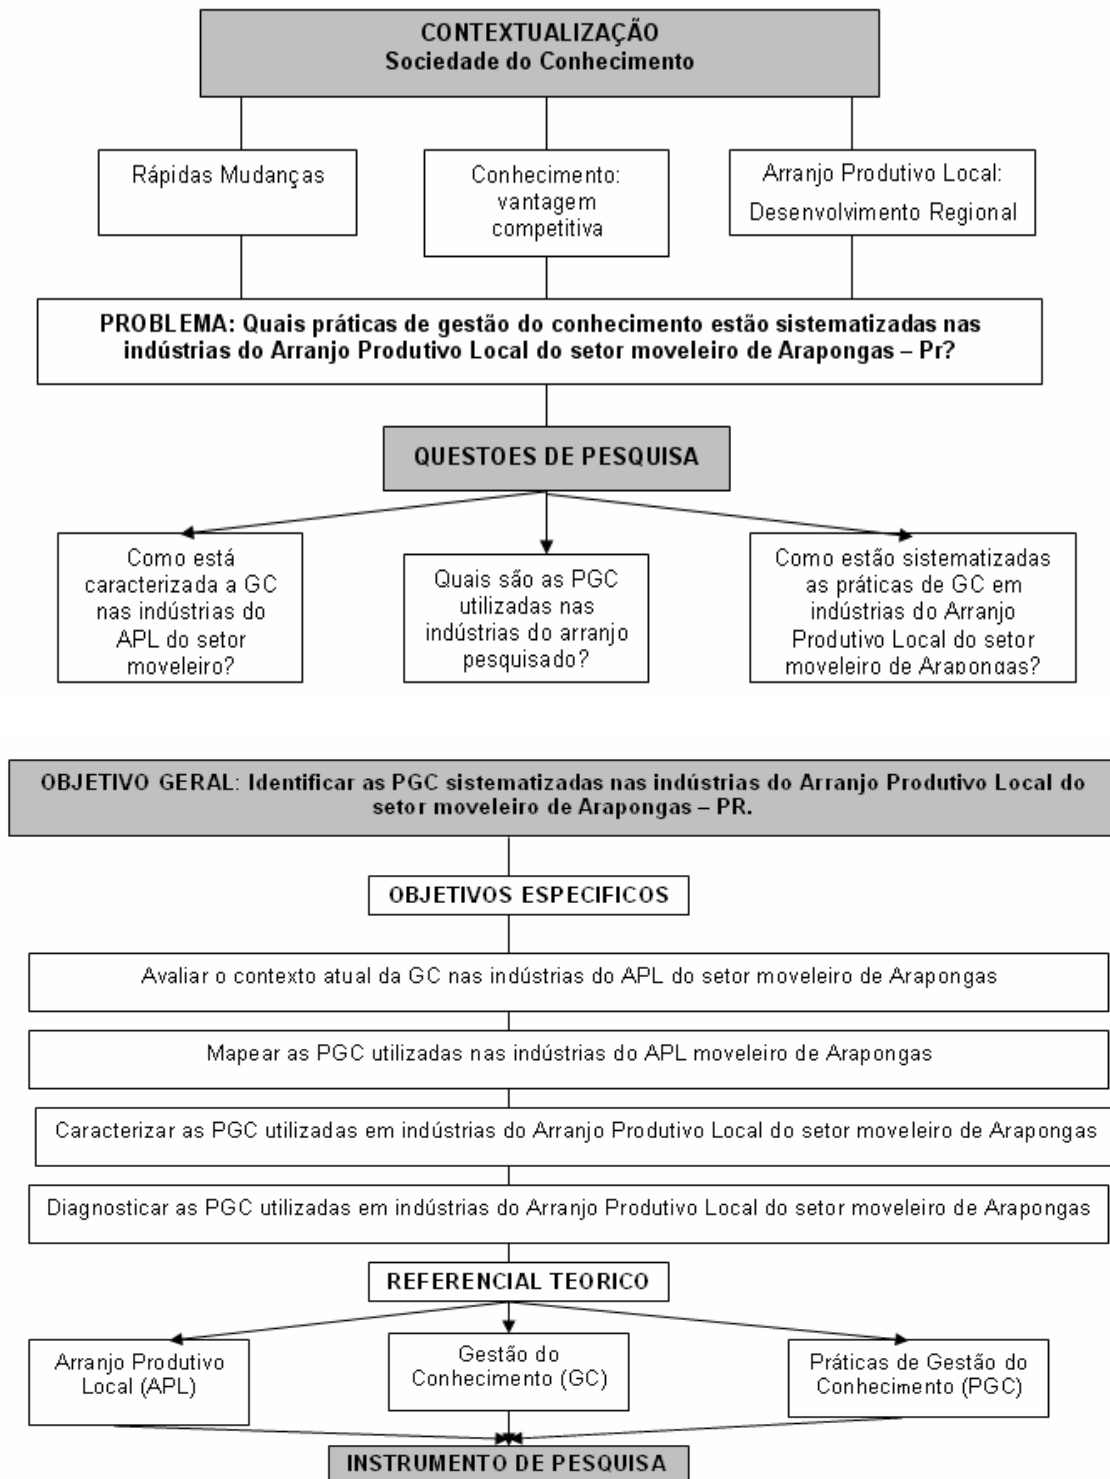 CONTEXTUALIZAÇÃO
Sociedade do Conhecimento
Rápidas Mudanças
Conhecimento:
vantagem
competitiva
Arranjo Produtivo Local:
Desenvolvimento Regional
PROBLEMA: Quais práticas de gestão do conhecimento estão sistematizadas nas
indústrias do Arranjo Produtivo Local do setor moveleiro de Arapongas – Pr?
QUESTOES DE PESQUISA
Como está
caracterizada a GC
nas indústrias do
APL do setor
moveleiro?
Quais são as PGC
utilizadas nas
indústrias do arranjo
pesquisado?
Como estão sistematizadas
as práticas de GC em
indústrias do Arranjo
Produtivo Local do setor
moveleiro de Arapongas?
OBJETIVO GERAL: Identificar as PGC sistematizadas nas indústrias do Arranjo Produtivo Local do
setor moveleiro de Arapongas – PR.
OBJETIVOS ESPECIFICOS
Avaliar o contexto atual da GC nas indústrias do APL do setor moveleiro de Arapongas
Mapear as PGC utilizadas nas indústrias do APL moveleiro de Arapongas
Caracterizar as PGC utilizadas em indústrias do Arranjo Produtivo Local do setor moveleiro de Arapongas
Diagnosticar as PGC utilizadas em indústrias do Arranjo Produtivo Local do setor moveleiro de Arapongas
REFERENCIAL TEORICO
Arranjo Produtivo
Local (APL)
Gestão do
Conhecimento (GC)
Práticas de Gestão do
Conhecimento (PGC)
INSTRUMENTO DE PESQUISA